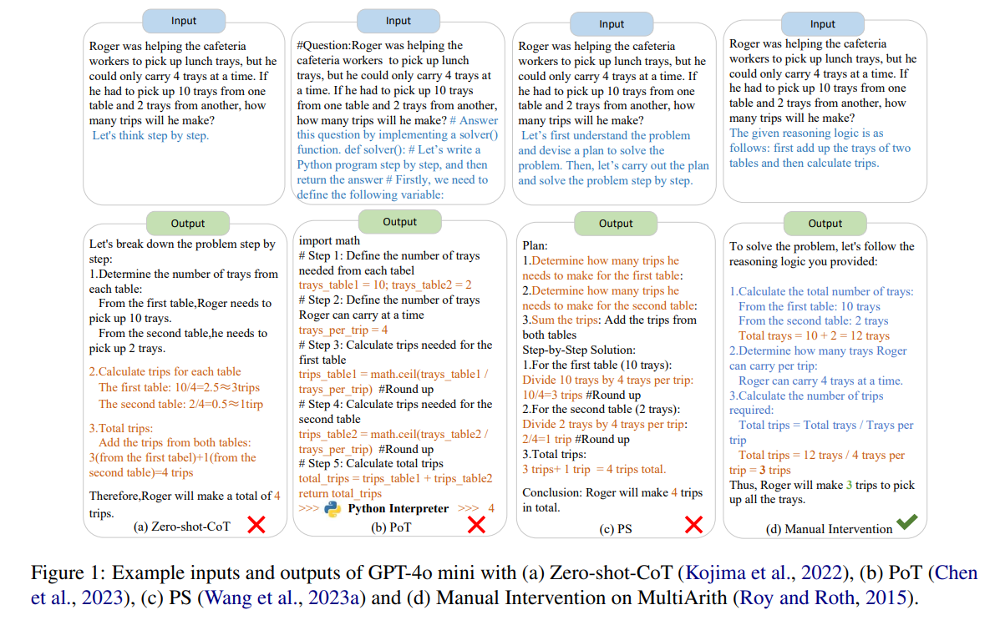 Input
Roger was helping the cafeteria
workers to pick up lunch trays, but he
could only carry 4 trays at a time. If
he had to pick up 10 trays from one
table and 2 trays from another, how
many trips will he make?
Let's think step by step.
Output
Let's break down the problem step by
step:
1.Determine the number of trays from
each table:
From the first table,Roger needs to
pick up 10 trays.
From the second table,he needs to
pick up 2 trays.
2.Calculate trips for each table
The first table: 10/4=2.5≈3trips
The second table: 2/4=0.5≈1tirp
3.Total trips:
Add the trips from both tables:
3(from the first tabel)+1(from the
second table)=4 trips
Therefore,Roger will make a total of 4
trips.
(a) Zero-shot-CoT
Input
#Question:Roger was helping the
cafeteria workers to pick up lunch
trays, but he could only carry 4 trays at
a time. If he had to pick up 10 trays
from one table and 2 trays from another,
how many trips will he make? # Answer
this question by implementing a solver()
function. def solver(): # Let's write a
Python program step by step, and then
return the answer # Firstly, we need to
define the following variable:
Output
import math
# Step 1: Define the number of trays
needed from each tabel
trays_table1 = 10; trays_table2 = 2
# Step 2: Define the number of trays
Roger can carry at a time
trays_per_trip = 4
# Step 3: Calculate trips needed for the
first table
trips_table1 = math.ceil(trays_table1 /
trays_per_trip) #Round up
# Step 4: Calculate trips needed for the
second table
trips_table2 = math.ceil(trays_table2 /
trays_per_trip) #Round up
# Step 5: Calculate total trips
total_trips = trips_table1 + trips_table2
return total_trips
>>> Python Interpreter >>> 4
(b) PoT
Input
Roger was helping the cafeteria
workers to pick up lunch trays, but he
could only carry 4 trays at a time. If
he had to pick up 10 trays from one
table and 2 trays from another, how
many trips will he make?
Let's first understand the problem
and devise a plan to solve the
problem. Then, let's carry out the plan
and solve the problem step by step.
Output
Plan:
1.Determine how many trips he
needs to make for the first table:
2.Determine how many trips he
needs to make for the second table:
3.Sum the trips: Add the trips from
both tables
Step-by-Step Solution:
1.For the first table (10 trays):
Divide 10 trays by 4 trays per trip:
10/4=3 trips #Round up
2.For the second table (2 trays):
Divide 2 trays by 4 trays per trip:
2/4=1 trip #Round up
3.Total trips:
3 trips+ 1 trip = 4 trips total.
Conclusion: Roger will make 4 trips
in total.
(c) PS
Input
Roger was helping the cafeteria
workers to pick up lunch trays, but he
could only carry 4 trays at a time. If
he had to pick up 10 trays from one
table and 2 trays from another, how
many trips will he make?
The given reasoning logic is as
follows: first add up the trays of two
tables and then calculate trips.
Output
To solve the problem, let's follow the
reasoning logic you provided:
1.Calculate the total number of trays:
From the first table: 10 trays
From the second table: 2 trays
Total trays = 10 + 2 = 12 trays
2.Determine how many trays Roger
can carry per trip:
Roger can carry 4 trays at a time.
3.Calculate the number of trips
required:
Total trips = Total trays / Trays per
trip
Total trips = 12 trays / 4 trays per
trip = 3 trips
Thus, Roger will make 3 trips to pick
up all the trays.
(d) Manual Intervention
Figure 1: Example inputs and outputs of GPT-4o mini with (a) Zero-shot-CoT (Kojima et al., 2022), (b) PoT (Chen
et al., 2023), (c) PS (Wang et al., 2023a) and (d) Manual Intervention on MultiArith (Roy and Roth, 2015).